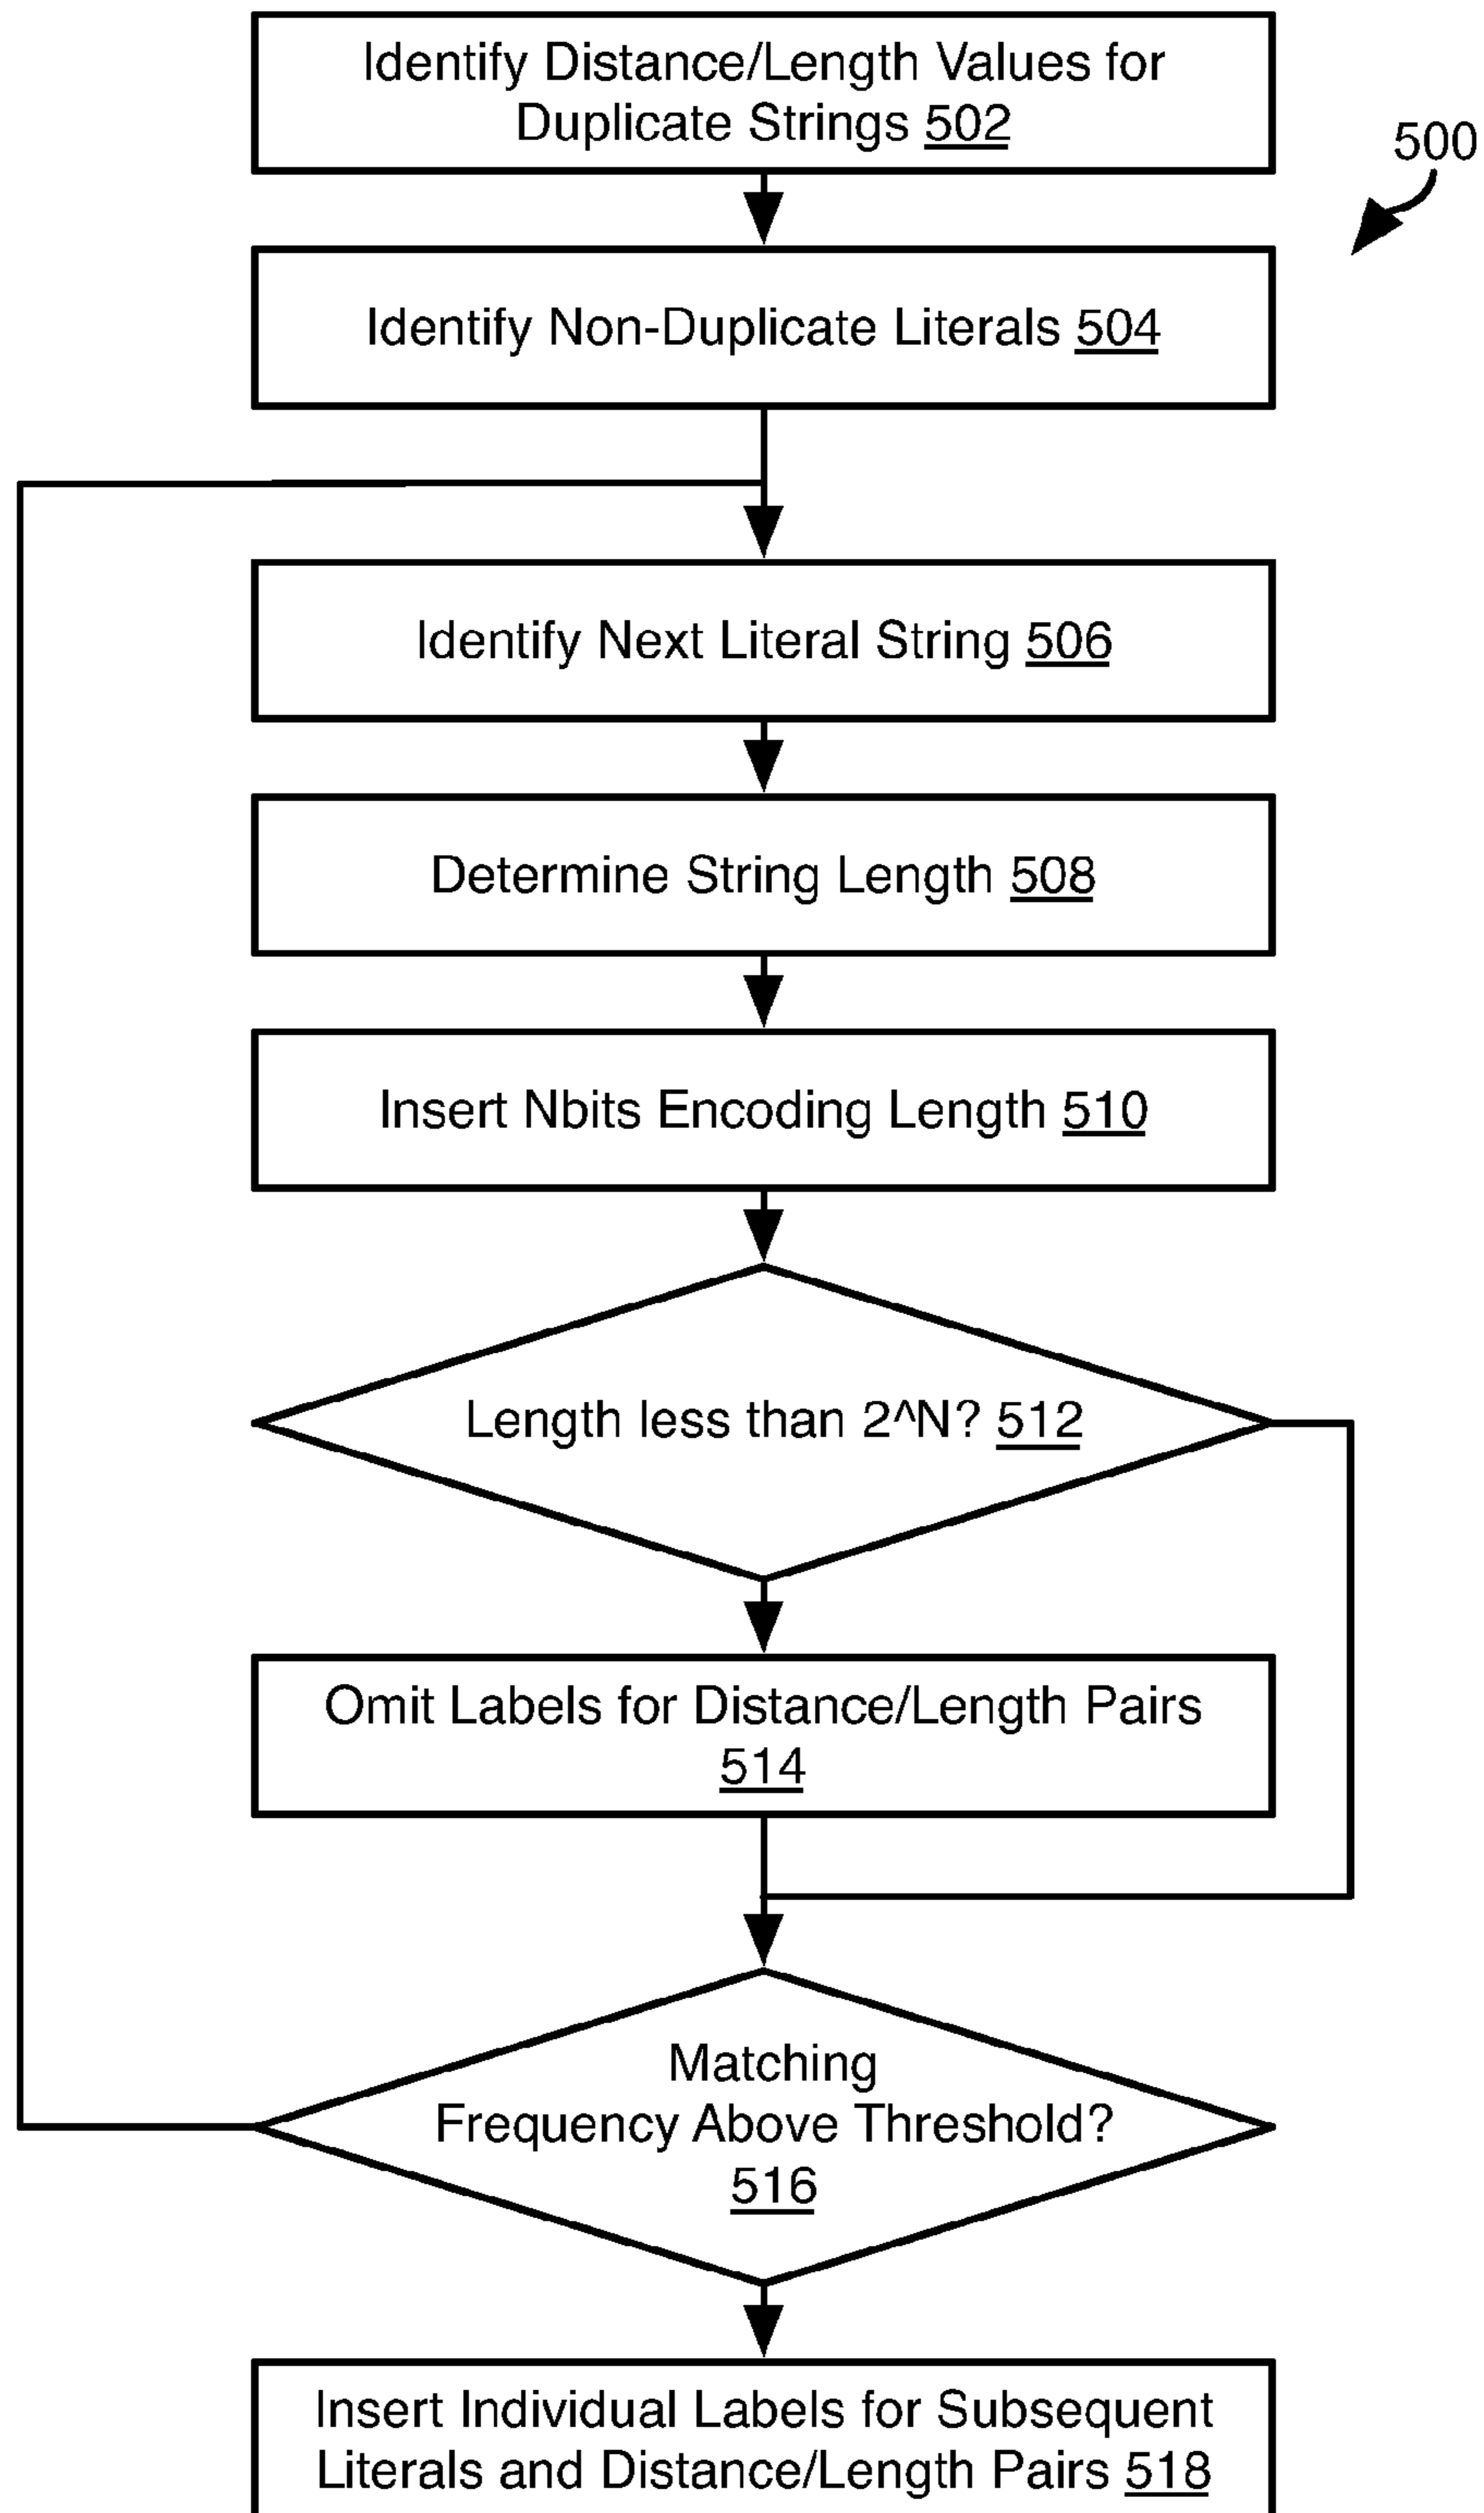 Identify Distance/Length Values for
Duplicate Strings 502
500
Identify Non-Duplicate Literals 504
Identify Next Literal String 506
Determine String Length 508
Insert Nbits Encoding Length 510
Length less than 2^N? 512
Omit Labels for Distance/Length Pairs
514
Matching
Frequency Above Threshold?
516
Insert Individual Labels for Subsequent
Literals and Distance/Length Pairs 518